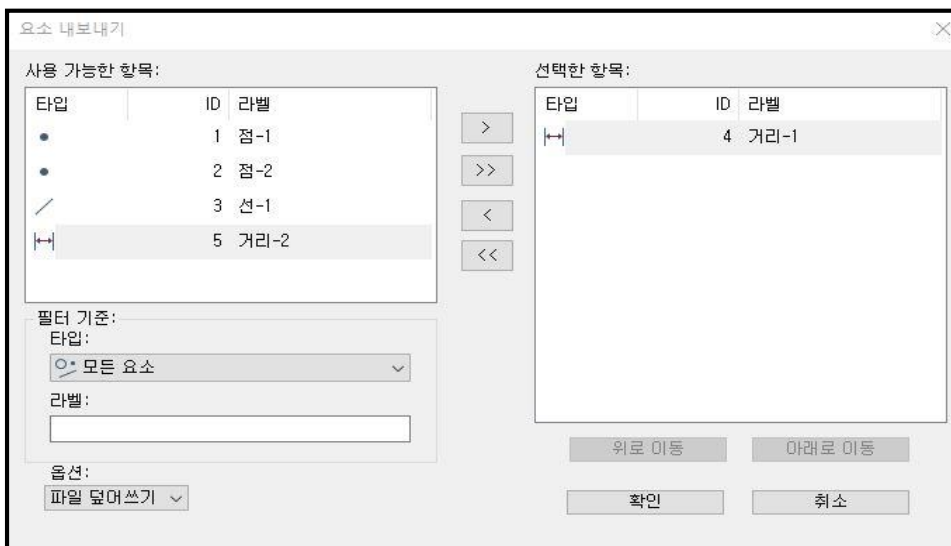 요소 내보내기
사용 가능한 항목:
타입 ID 라벨
1 점-1
2 점-2
3 선-1
5 거리-2
>
>>
<
<<
선택한 항목:
타입 ID 라벨
4 거리-1
필터 기준:
타입:
모든 요소
라벨:
옵션:
파일 덮어쓰기
위로 이동 아래로 이동
확인 취소